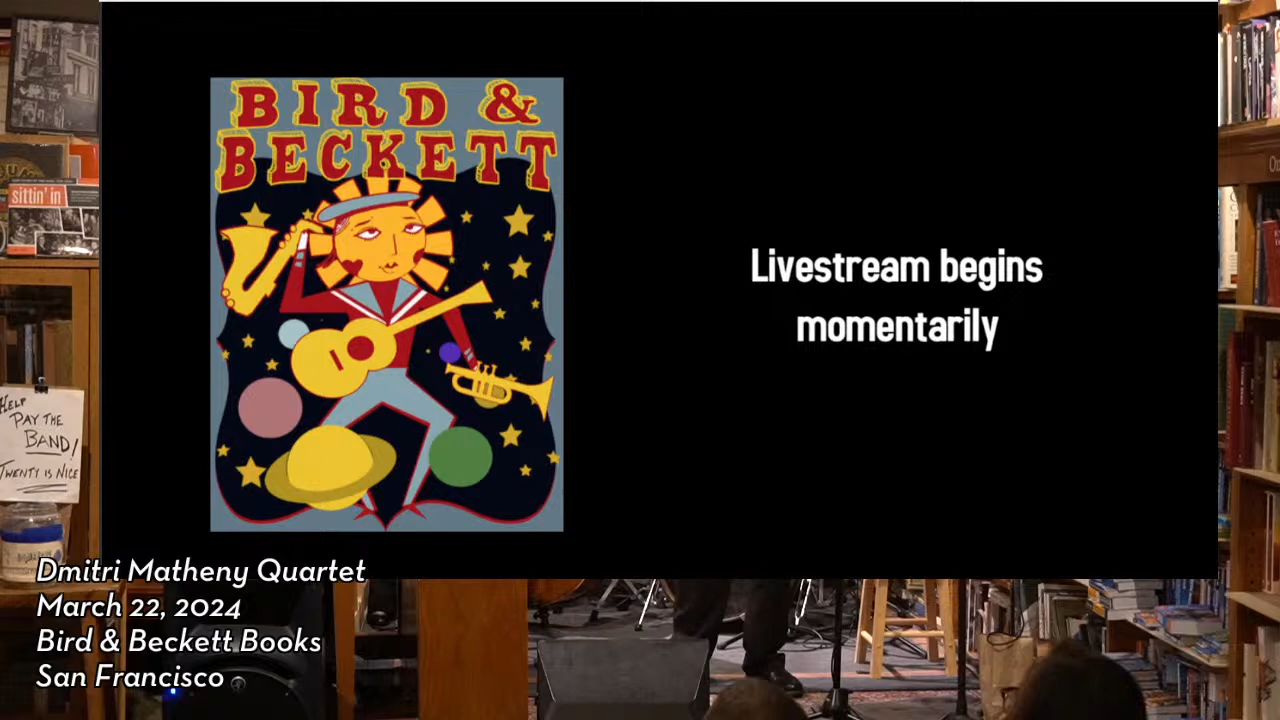 BIRD &
BECKETT
sittin' in
Livestream begins
momentarily
HELP
PAY THE
BAND!
TWENTY IS NICE
Dmitri Matheny Quartet
March 22, 2024
Bird & Beckett Books
San Francisco